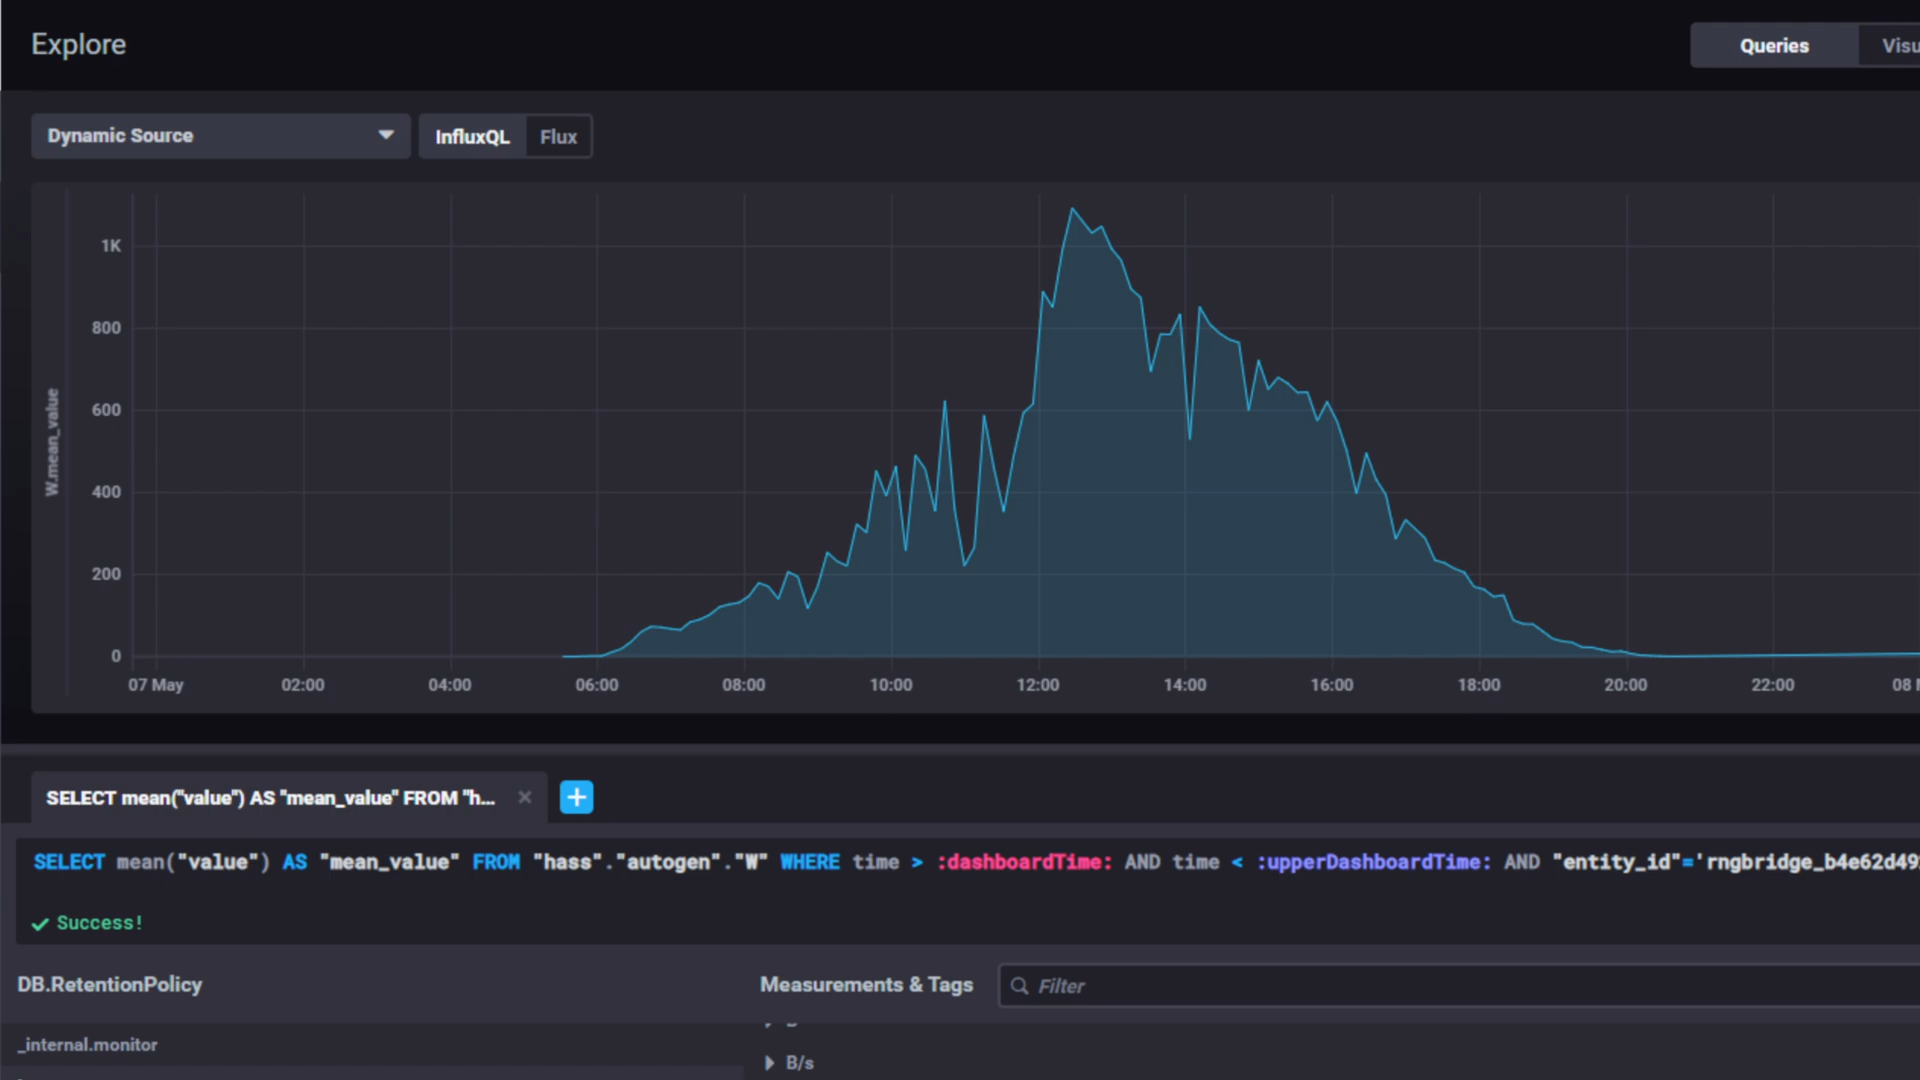 Explore
Queries
Dynamic Source
InfluxQL
Flux
W.mean_value
1K
800
600
400
200
0
07 May
02:00
04:00
06:00
08:00
10:00
12:00
14:00
16:00
18:00
20:00
22:00
08
SELECT mean("value") AS "mean_value" FROM "h...
SELECT mean("value") AS "mean_value" FROM "hass"."autogen"."W" WHERE time > :dashboardTime: AND time < :upperDashboardTime: AND "entity_id"='rngbridge_b4e62d49
✓ Success!
DB.RetentionPolicy
Measurements & Tags
Filter
_internal.monitor
B/s